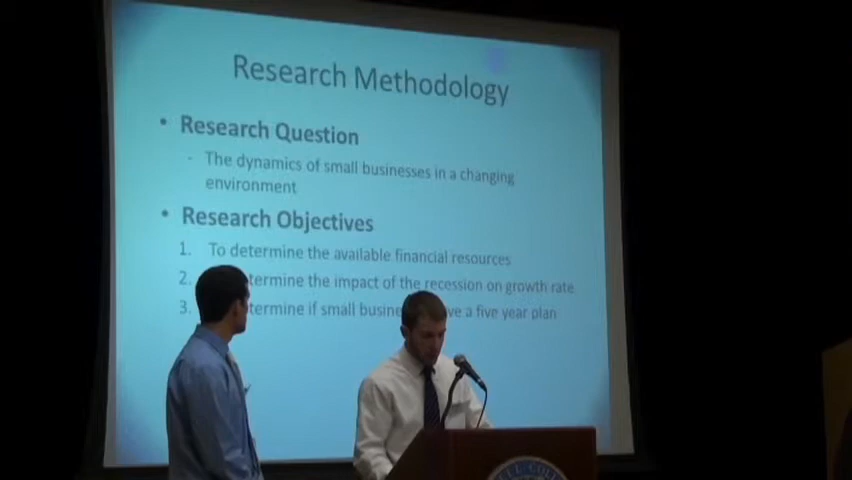 Research Methodology
• Research Question
- The dynamics of small businesses in a changing
environment
• Research Objectives
1. To determine the available financial resources
2. termine the impact of the recession on growth rate
3. termine if small busine ve a five year plan